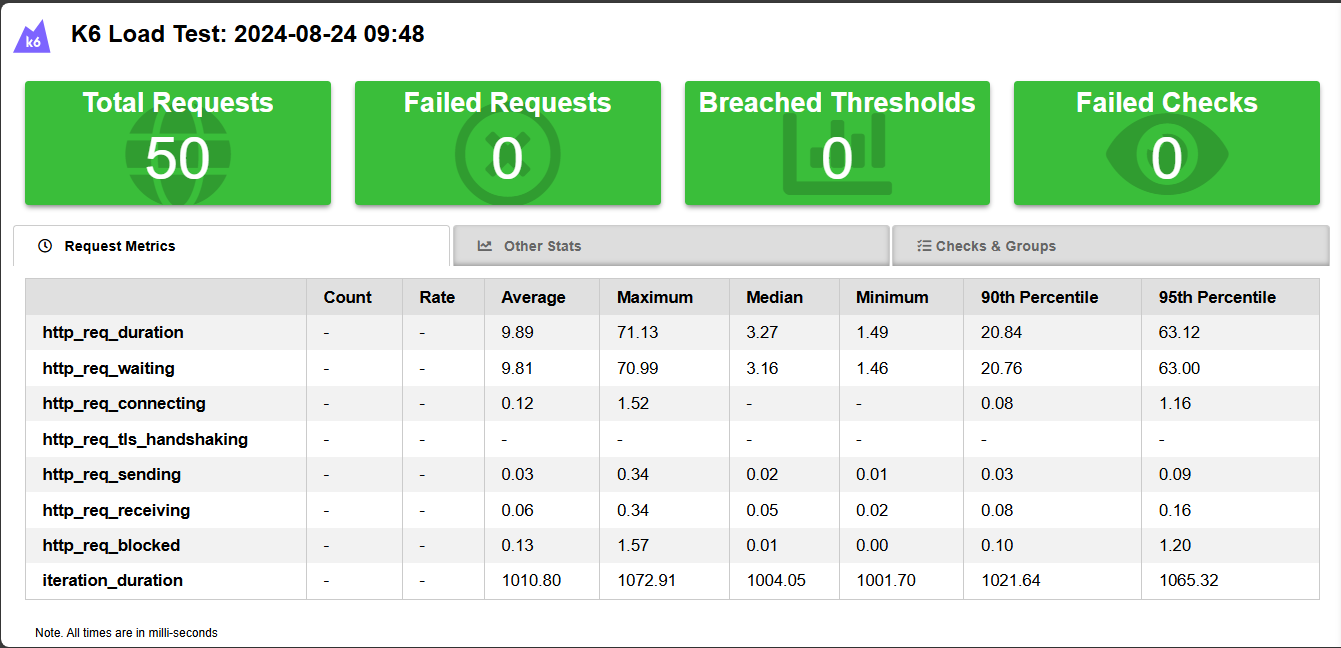 k6
K6 Load Test: 2024-08-24 09:48
Total Requests
50
Failed Requests
0
Breached Thresholds
0
Failed Checks
0
Request Metrics
Other Stats
Checks & Groups
Count Rate Average Maximum Median Minimum 90th Percentile 95th Percentile
http_req_duration - - 9.89 71.13 3.27 1.49 20.84 63.12
http_req_waiting - - 9.81 70.99 3.16 1.46 20.76 63.00
http_req_connecting - - 0.12 1.52 - - 0.08 1.16
http_req_tls_handshaking - - - - - - - -
http_req_sending - - 0.03 0.34 0.02 0.01 0.03 0.09
http_req_receiving - - 0.06 0.34 0.05 0.02 0.08 0.16
http_req_blocked - - 0.13 1.57 0.01 0.00 0.10 1.20
iteration_duration - - 1010.80 1072.91 1004.05 1001.70 1021.64 1065.32
Note. All times are in milli-seconds